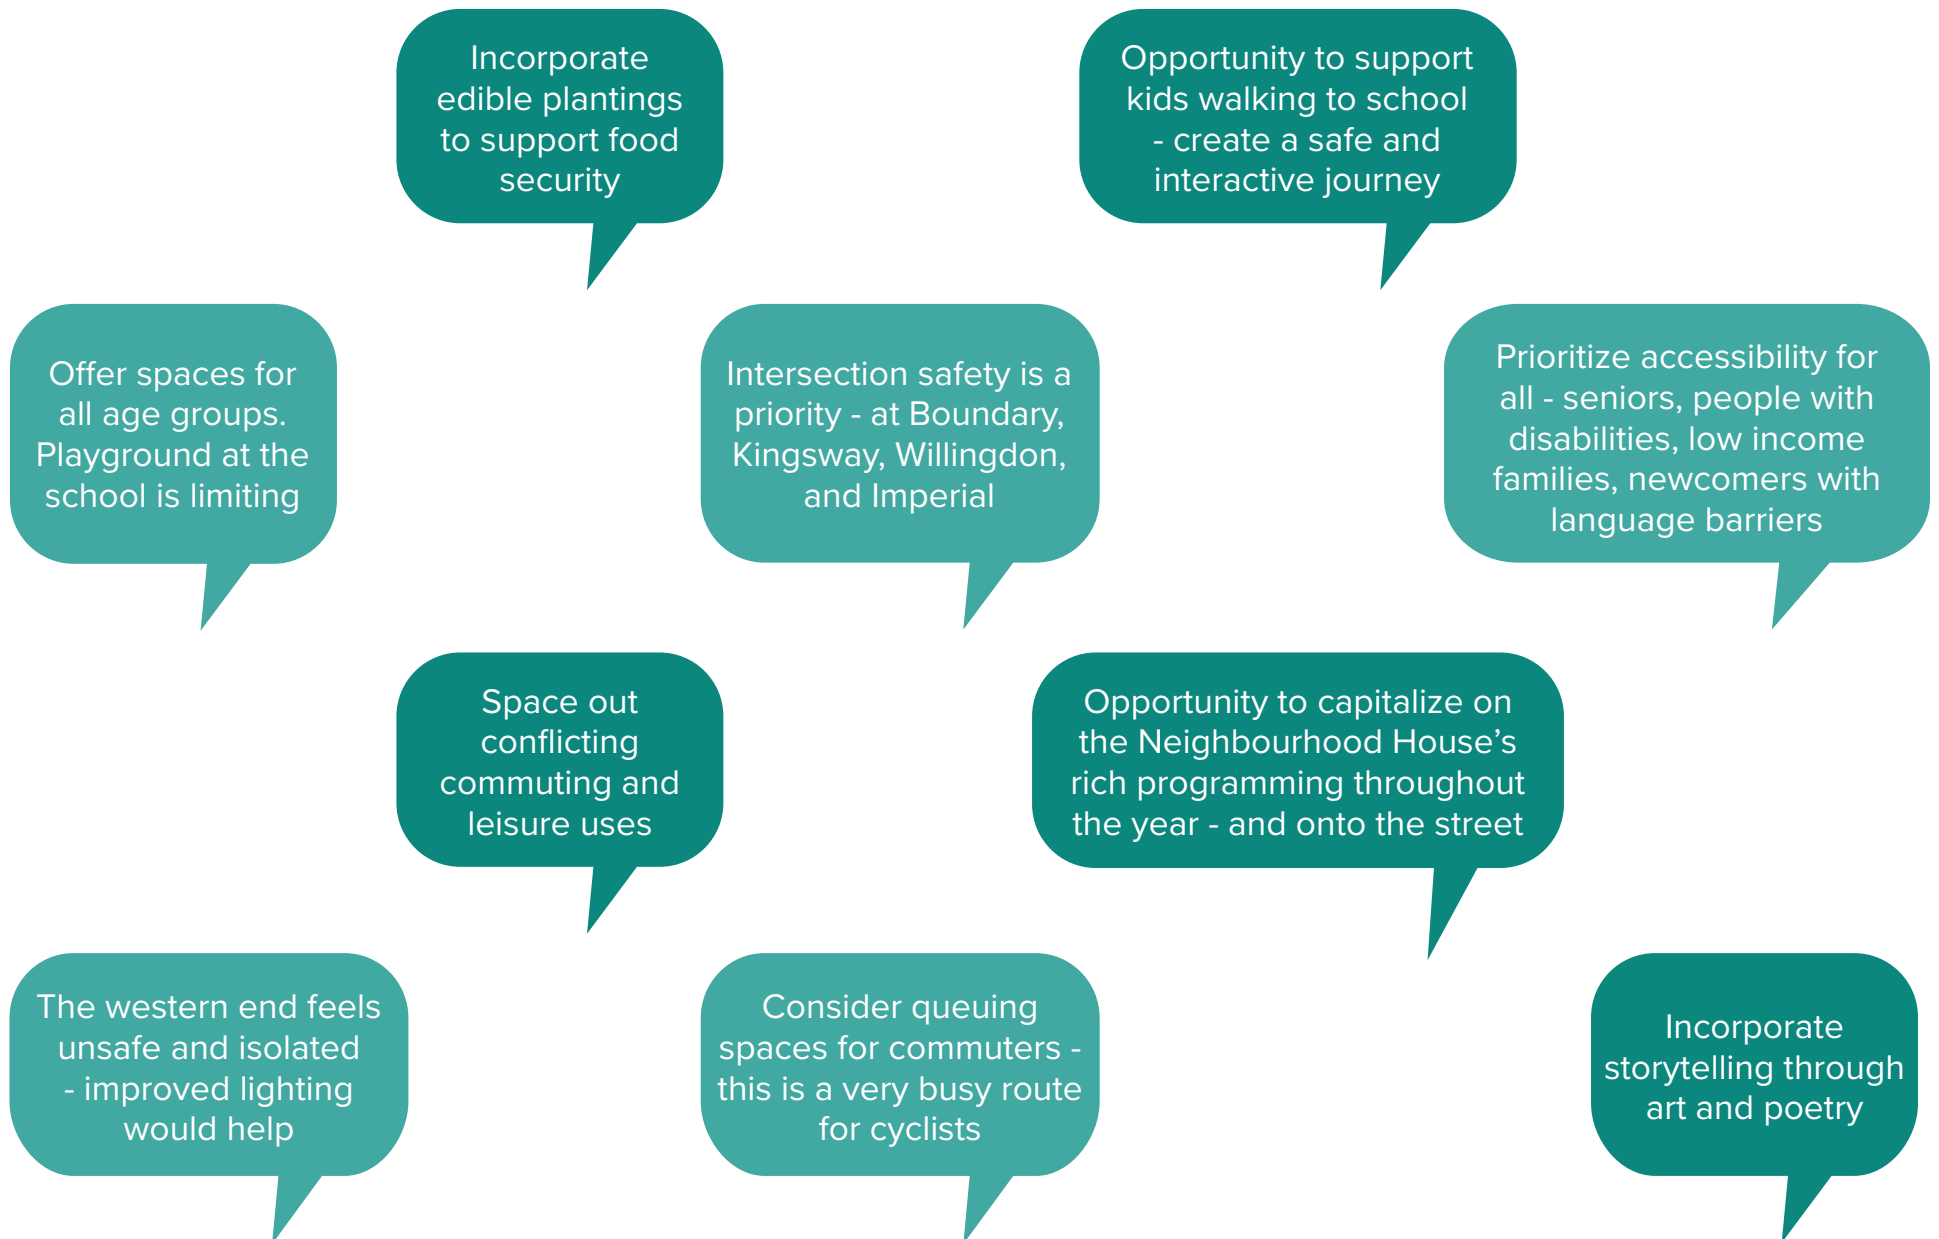 Incorporate
edible plantings
to support food
security
Opportunity to support
kids walking to school
- create a safe and
interactive journey
Offer spaces for
all age groups.
Playground at the
school is limiting
Intersection safety is a
priority - at Boundary,
Kingsway, Willingdon,
and Imperial
Prioritize accessibility for
all - seniors, people with
disabilities, low income
families, newcomers with
language barriers
Space out
conflicting
commuting and
leisure uses
Opportunity to capitalize on
the Neighbourhood House’s
rich programming throughout
the year - and onto the street
The western end feels
unsafe and isolated
- improved lighting
would help
Consider queuing
spaces for commuters -
this is a very busy route
for cyclists
Incorporate
storytelling through
art and poetry